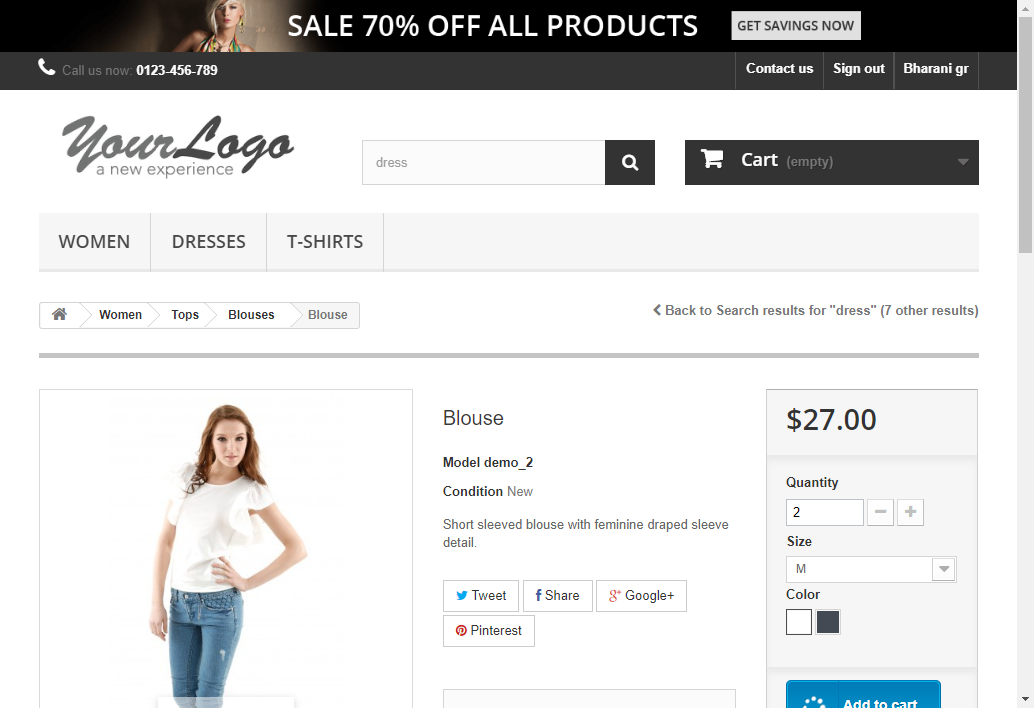 SALE 70% OFF ALL PRODUCTS GET SAVINGS NOW
Call us now: 0123-456-789 Contact us Sign out Bharani gr
YourLogo
a new experience
dress
Cart (empty)
WOMEN DRESSES T-SHIRTS
Women Tops Blouses Blouse
Back to Search results for "dress" (7 other results)
Blouse
Model demo_2
Condition New
Short sleeved blouse with feminine draped sleeve
detail.
Tweet Share Google+
Pinterest
$27.00
Quantity
2
Size
M
Color
Add to cart